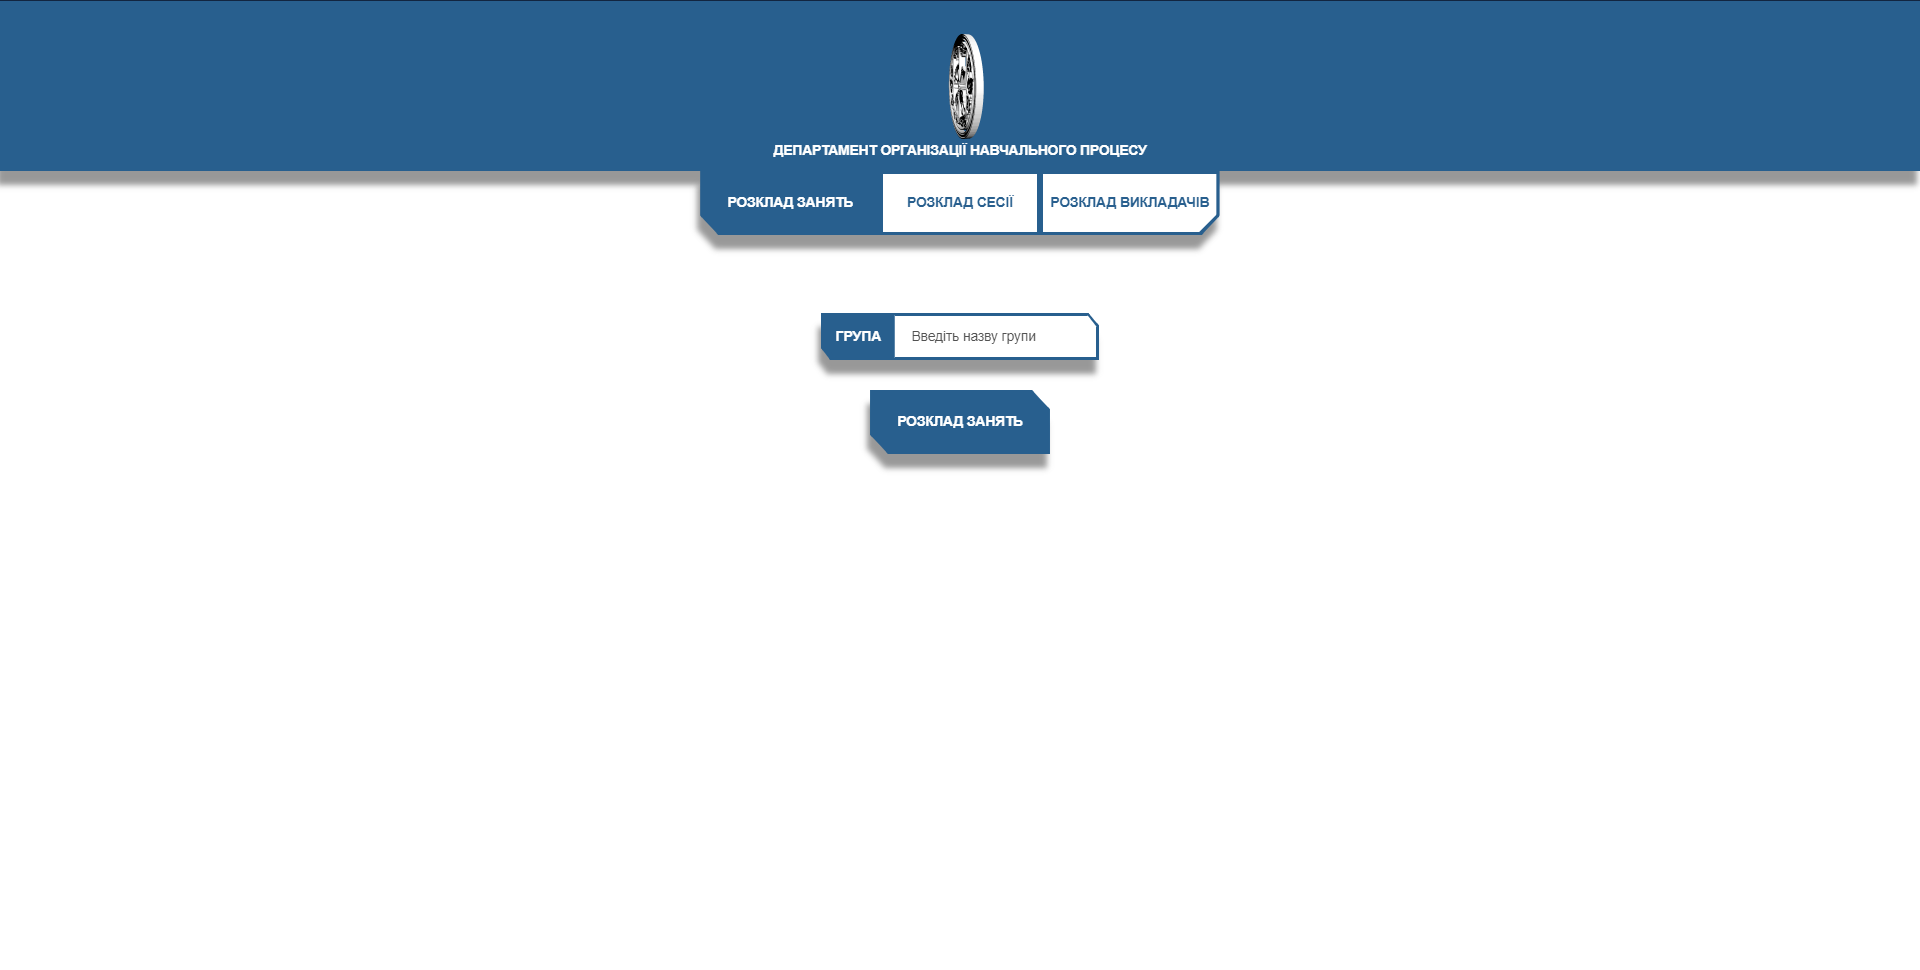 ДЕПАРТАМЕНТ ОРГАНІЗАЦІЇ НАВЧАЛЬНОГО ПРОЦЕСУ
РОЗКЛАД ЗАНЯТЬ РОЗКЛАД СЕСІЇ РОЗКЛАД ВИКЛАДАЧІВ
ГРУПА Введіть назву групи
РОЗКЛАД ЗАНЯТЬ